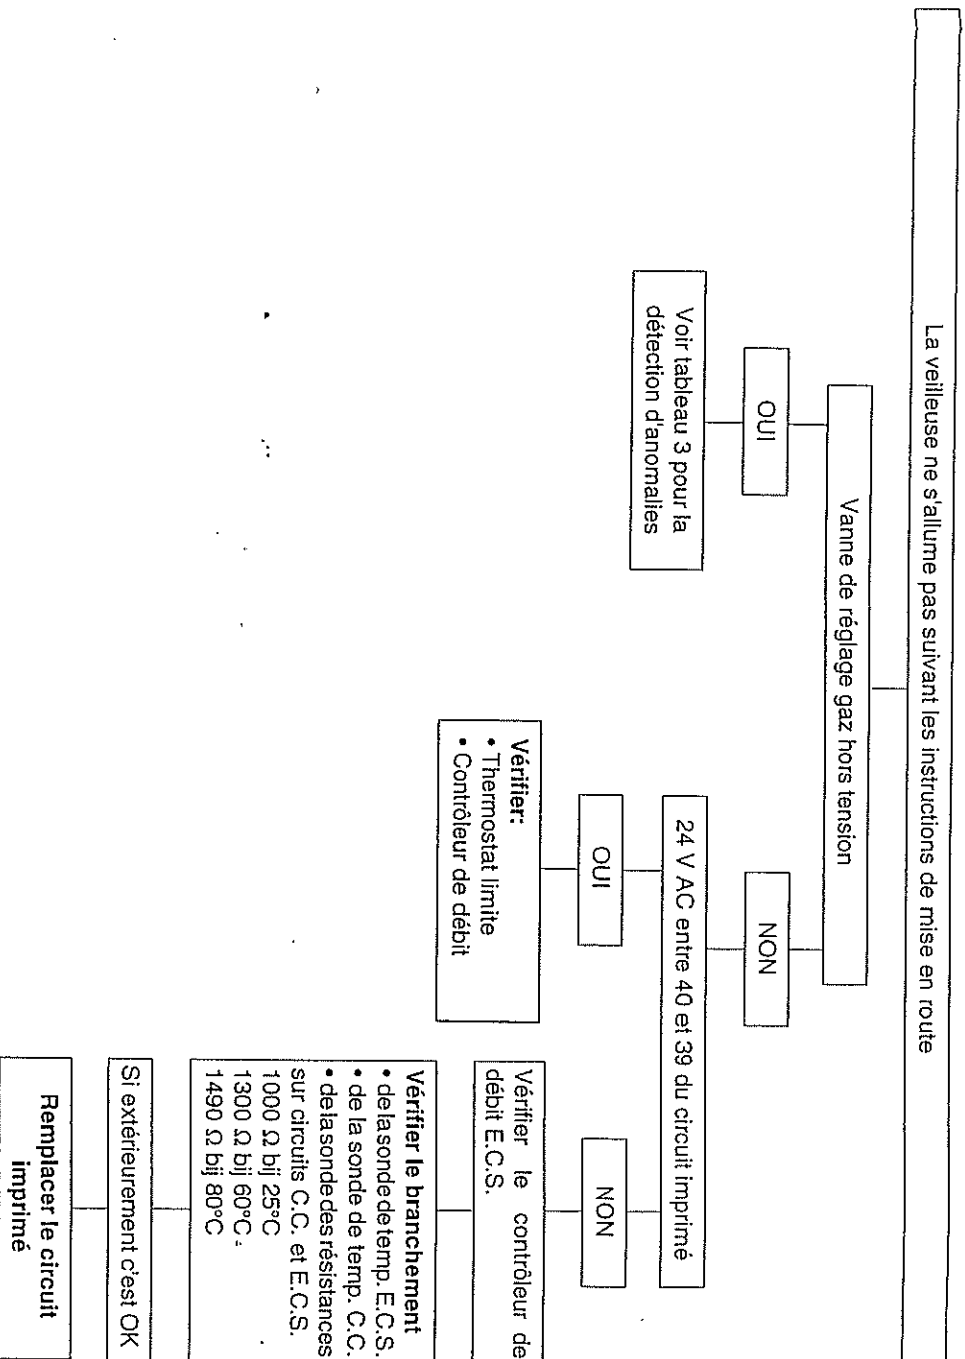 La veilleuse ne s'allume pas suivant les instructions de mise en route
Vanne de réglage gaz hors tension
OUI
Voir tableau 3 pour la
détection d'anomalies
NON
24 V AC entre 40 et 39 du circuit imprimé
OUI
Vérifier:
• Thermostat limite
• Contrôleur de débit
NON
Vérifier le contrôleur de
débit E.C.S.
Vérifier le branchement
• de la sonde de temp. E.C.S.
• de la sonde de temp. C.C.
• de la sonde des résistances
sur circuits C.C. et E.C.S.
1000 Ω bij 25°C
1300 Ω bij 60°C
1490 Ω bij 80°C
Si extérieurement c'est OK
Remplacer le circuit
imprimé